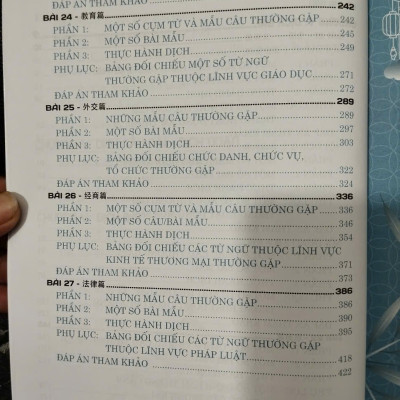 ĐÁP ÁN THAM KHẢO
BÀI 24 - 教育篇 242
PHẦN 1: MỘT SỐ CỤM TỪ VÀ MẪU CÂU THƯỜNG GẶP 242
PHẦN 2: MỘT SỐ BÀI MẪU 245
PHẦN 3: THỰC HÀNH DỊCH 249
PHỤ LỤC: BẢNG ĐỐI CHIẾU MỘT SỐ TỪ NGỮ
THƯỜNG GẶP THUỘC LĨNH VỰC GIÁO DỤC 271
ĐÁP ÁN THAM KHẢO 272
BÀI 25 - 外交篇 289
PHẦN 1: NHỮNG MẪU CÂU THƯỜNG GẶP 289
PHẦN 2: MỘT SỐ BÀI MẪU 297
PHẦN 3: THỰC HÀNH DỊCH 303
PHỤ LỤC: BẢNG ĐỐI CHIẾU CHỨC DANH, CHỨC VỤ,
TỔ CHỨC THƯỜNG GẶP 322
ĐÁP ÁN THAM KHẢO 324
BÀI 26 - 经商篇 336
PHẦN 1: MỘT SỐ CỤM TỪ VÀ MẪU CÂU THƯỜNG GẶP 336
PHẦN 2: MỘT SỐ CÂU/BÀI MẪU 346
PHẦN 3: THỰC HÀNH DỊCH 354
PHỤ LỤC: BẢNG ĐỐI CHIẾU CÁC TỪ NGỮ THUỘC LĨNH VỰC
KINH TẾ THƯƠNG MẠI THƯỜNG GẶP 371
ĐÁP ÁN THAM KHẢO 373
BÀI 27 - 法律篇 386
PHẦN 1: NHỮNG MẪU CÂU THƯỜNG GẶP 386
PHẦN 2: MỘT SỐ BÀI MẪU 390
PHẦN 3: THỰC HÀNH DỊCH 395
PHỤ LỤC: BẢNG ĐỐI CHIẾU CÁC TỪ NGỮ THƯỜNG GẶP
THUỘC LĨNH VỰC PHÁP LUẬT 418
ĐÁP ÁN THAM KHẢO 422